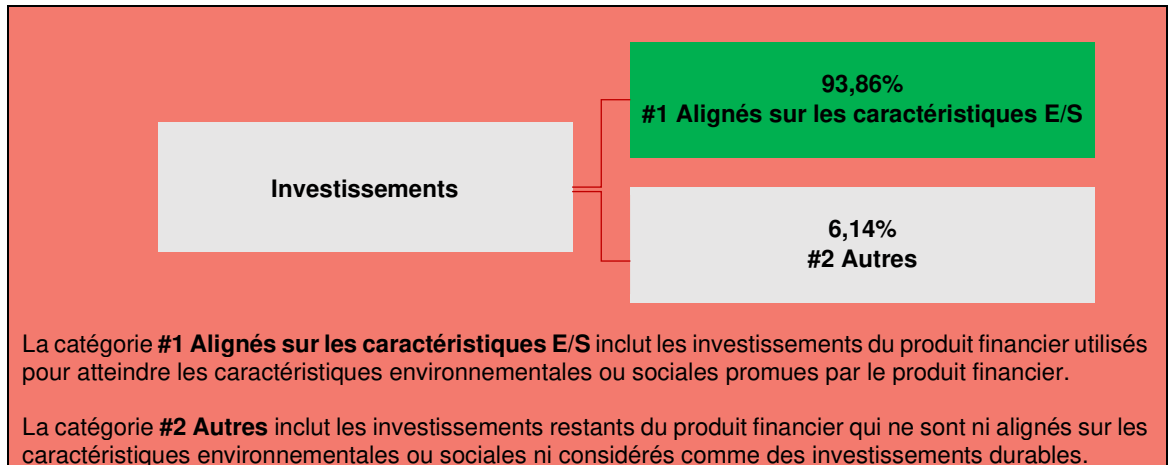 93,86%
#1 Alignés sur les caractéristiques E/S
Investissements
6,14%
#2 Autres
La catégorie #1 Alignés sur les caractéristiques E/S inclut les investissements du produit financier utilisés
pour atteindre les caractéristiques environnementales ou sociales promues par le produit financier.
La catégorie #2 Autres inclut les investissements restants du produit financier qui ne sont ni alignés sur les
caractéristiques environnementales ou sociales ni considérés comme des investissements durables.